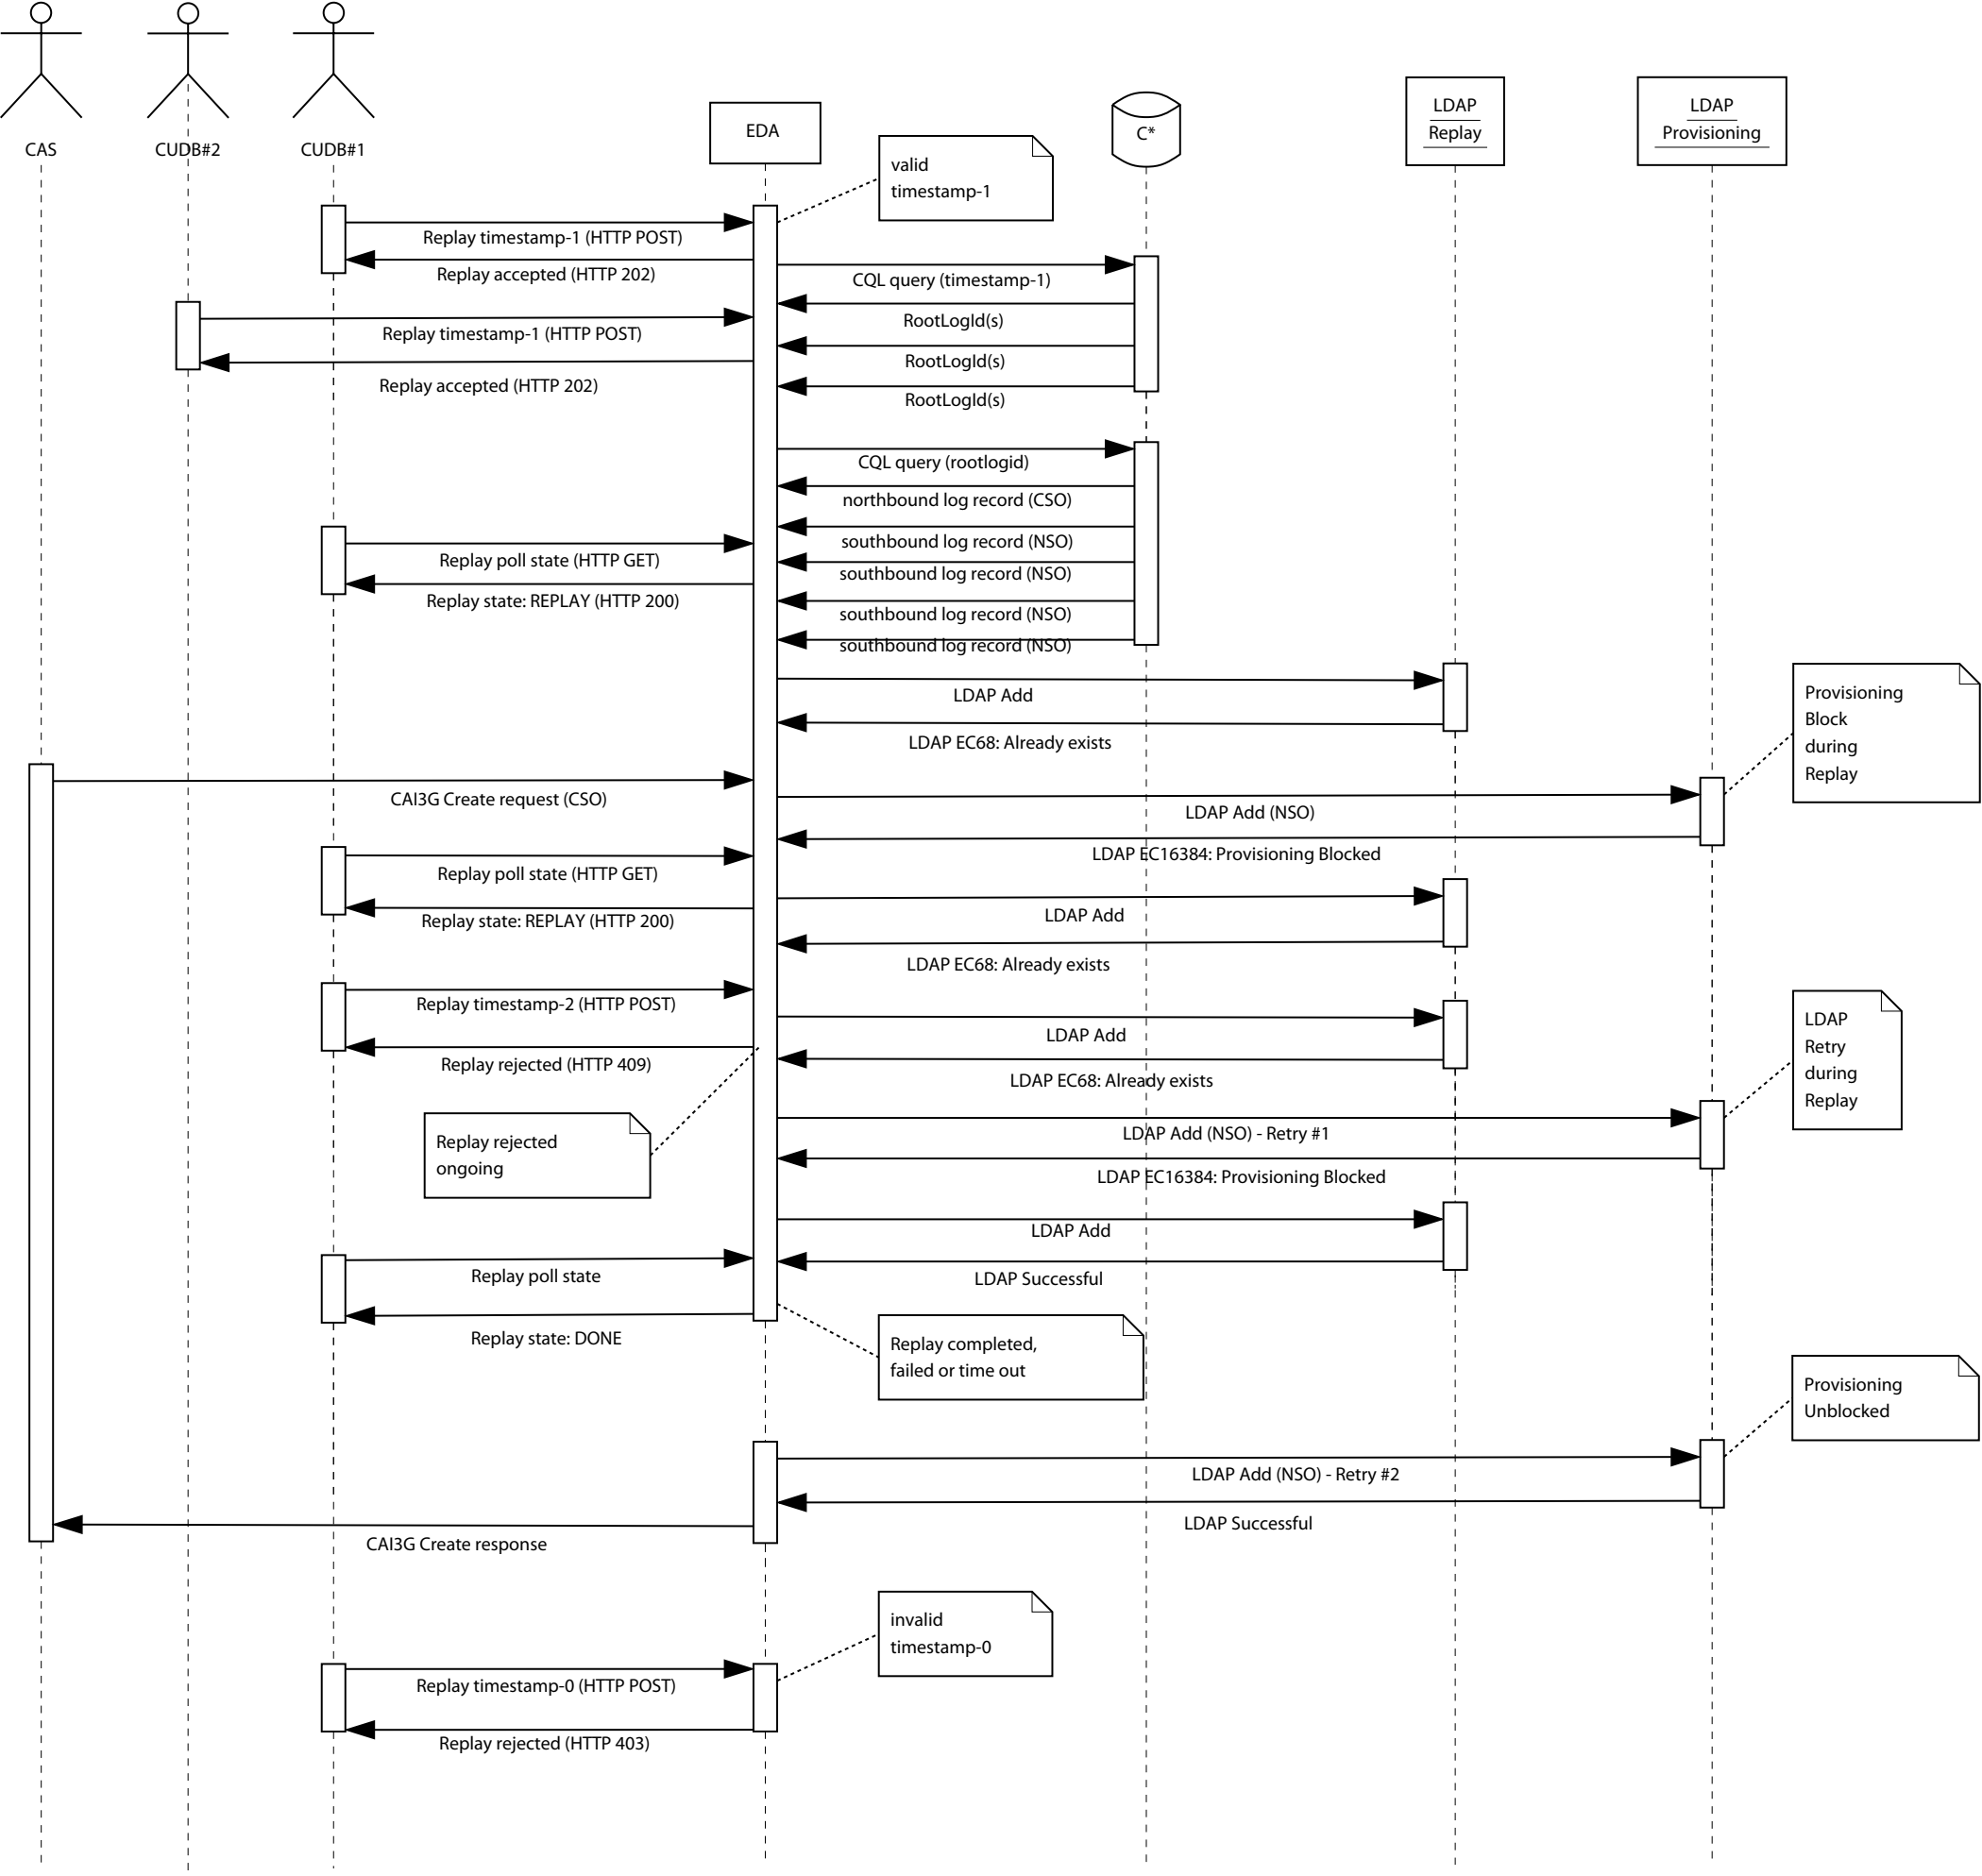 CAS
CUDB#2
CUDB#1
EDA
C*
LDAP
Replay
LDAP
Provisioning
valid
timestamp-1
Replay timestamp-1 (HTTP POST)
Replay accepted (HTTP 202)
CQL query (timestamp-1)
RootLogId(s)
Replay timestamp-1 (HTTP POST)
RootLogId(s)
Replay accepted (HTTP 202)
RootLogId(s)
CQL query (rootlogid)
northbound log record (CSO)
southbound log record (NSO)
Replay poll state (HTTP GET)
southbound log record (NSO)
Replay state: REPLAY (HTTP 200)
southbound log record (NSO)
southbound log record (NSO)
LDAP Add
LDAP EC68: Already exists
Provisioning
Block
during
Replay
CAI3G Create request (CSO)
LDAP Add (NSO)
LDAP EC16384: Provisioning Blocked
Replay poll state (HTTP GET)
LDAP Add
Replay state: REPLAY (HTTP 200)
LDAP EC68: Already exists
Replay timestamp-2 (HTTP POST)
LDAP Add
Replay rejected (HTTP 409)
LDAP EC68: Already exists
LDAP
Retry
during
Replay
Replay rejected
ongoing
LDAP Add (NSO) - Retry #1
LDAP EC16384: Provisioning Blocked
LDAP Add
Replay poll state
LDAP Successful
Replay state: DONE
Replay completed,
failed or time out
Provisioning
Unblocked
LDAP Add (NSO) - Retry #2
LDAP Successful
CAI3G Create response
invalid
timestamp-0
Replay timestamp-0 (HTTP POST)
Replay rejected (HTTP 403)